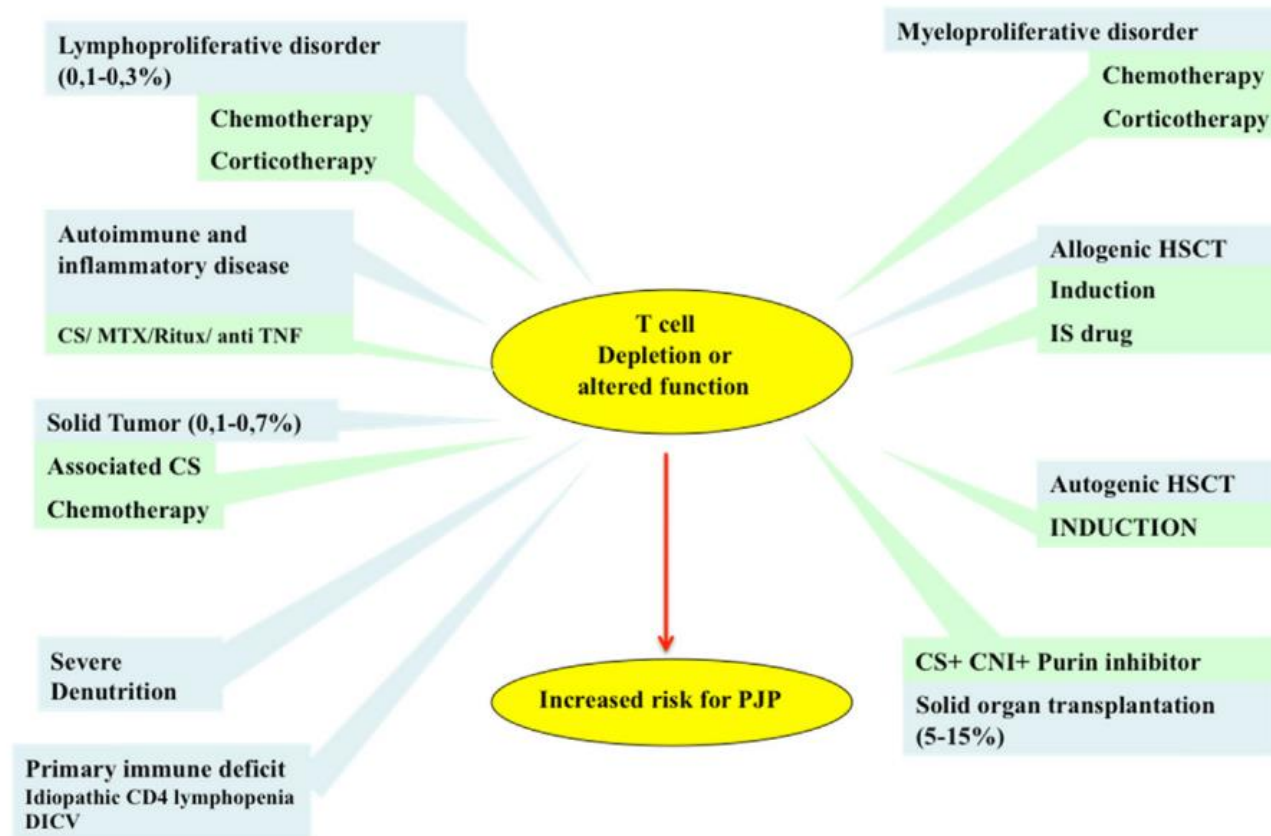 Lymphoproliferative disorder
(0,1-0,3%)
Chemotherapy
Corticotherapy
Autoimmune and
inflammatory disease
CS/ MTX/Ritux/ anti TNF
Solid Tumor (0,1-0,7%)
Associated CS
Chemotherapy
Severe
Denutrition
Primary immune deficit
Idiopathic CD4 lymphopenia
DICV
T cell
Depletion or
altered function
Increased risk for PJP
Myeloproliferative disorder
Chemotherapy
Corticotherapy
Allogenic HSCT
Induction
IS drug
Autogenic HSCT
INDUCTION
CS+ CNI+ Purin inhibitor
Solid organ transplantation
(5-15%)